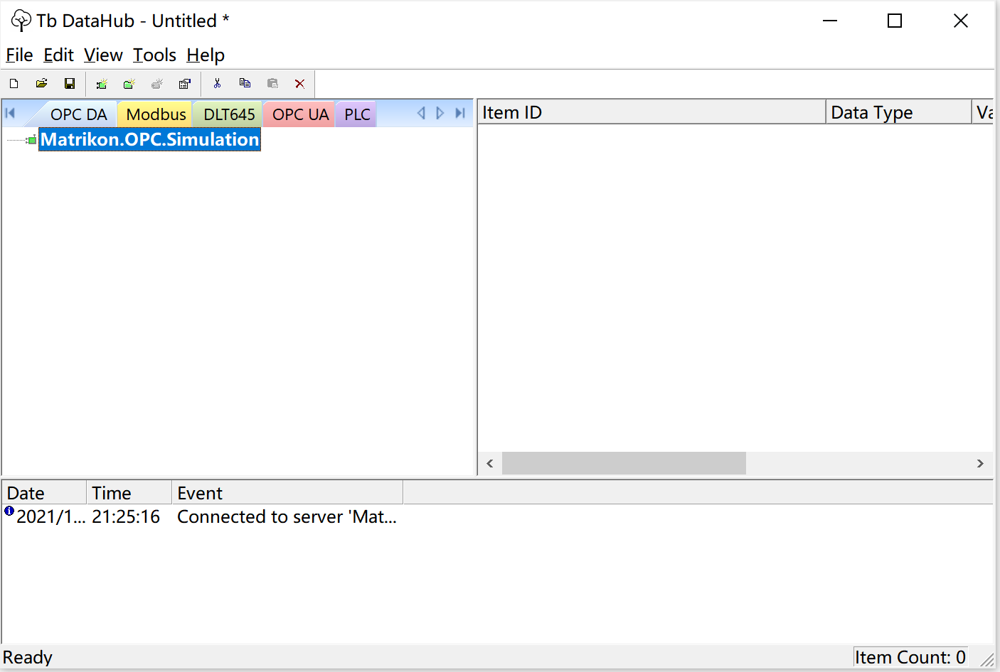 Tb DataHub - Untitled *
File Edit View Tools Help
OPC DA Modbus DLT645 OPC UA PLC
Item ID Data Type Va
Matrikon.OPC.Simulation
Date Time Event
2021/1... 21:25:16 Connected to server 'Mat...
Ready Item Count: 0